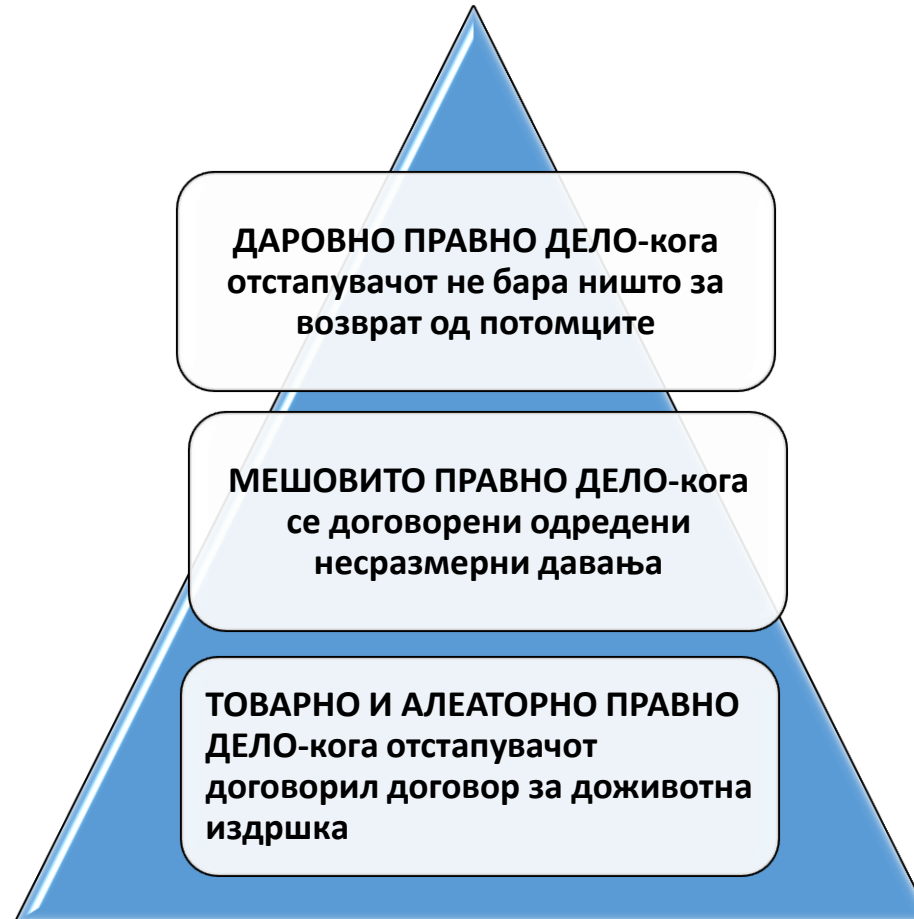 ДАРОВНО ПРАВНО ДЕЛО-кога
отстапувачот не бара ништо за
возврат од потомците
МЕШОВИТО ПРАВНО ДЕЛО-кога
се договорени одредени
несразмерни давања
ТОВАРНО И АЛЕАТОРНО ПРАВНО
ДЕЛО-кога отстапувачот
договорил договор за доживотна
издршка